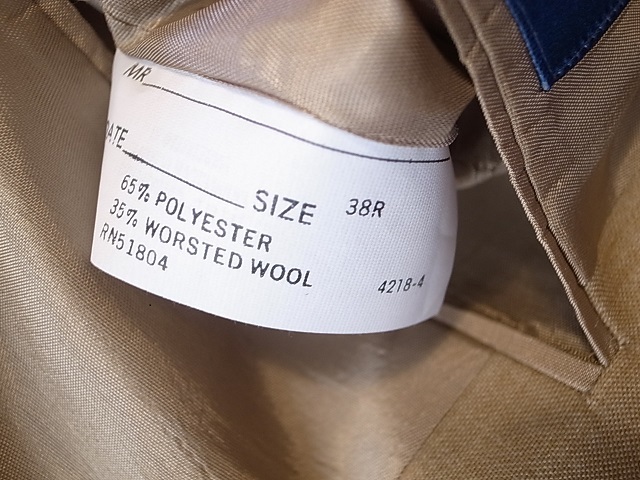 MR
DATE SIZE 38R
65% POLYESTER
35% WORSTED WOOL
RN51804 4218-4